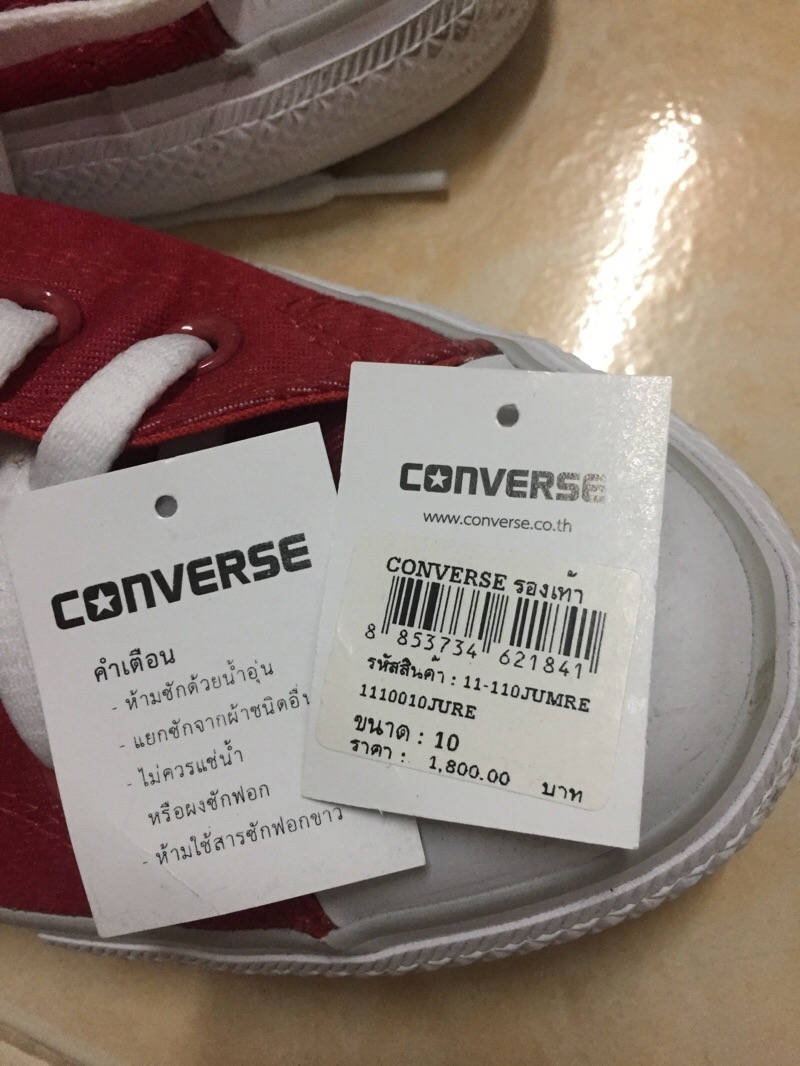 CONVERSE
คำเตือน
- ห้ามซักด้วยน้ำอุ่น
- แยกซักจากผ้าชนิดอื่น
- ไม่ควรแช่น้ำ
หรือผงซักฟอก
- ห้ามใช้สารซักฟอกขาว
CONVERSE
www.converse.co.th
CONVERSE รองเท้า
8 853734 621841
รหัสสินค้า : 11-110JUMRE
1110010JURE
ขนาด : 10
ราคา : 1,800.00 บาท